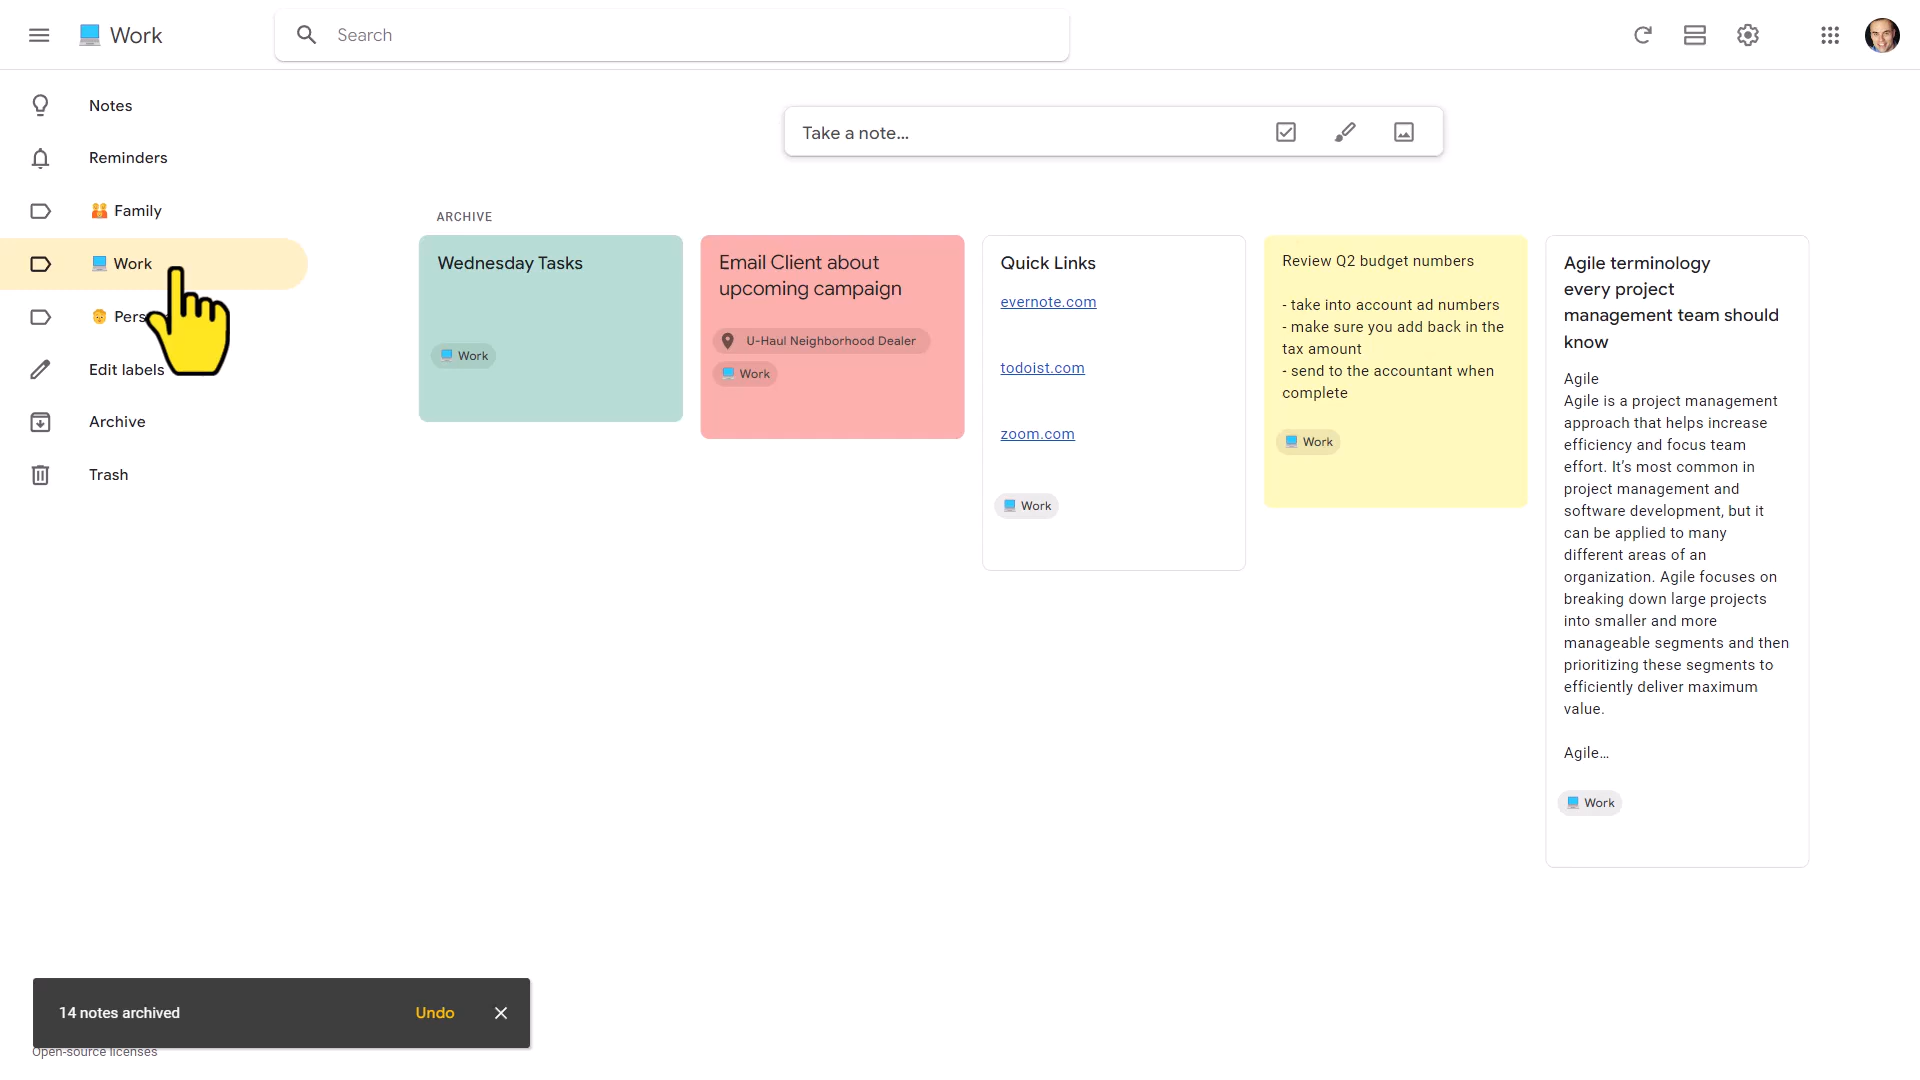 Work
Search
Notes
Reminders
Family
Work
Pers
Edit labels
Archive
Trash
Take a note...
ARCHIVE
Wednesday Tasks
Work
Email Client about
upcoming campaign
U-Haul Neighborhood Dealer
Work
Quick Links
evernote.com
todoist.com
zoom.com
Work
Review Q2 budget numbers
- take into account ad numbers
- make sure you add back in the
tax amount
- send to the accountant when
complete
Work
Agile terminology
every project
management team should
know
Agile
Agile is a project management
approach that helps increase
efficiency and focus team
effort. It’s most common in
project management and
software development, but it
can be applied to many
different areas of an
organization. Agile focuses on
breaking down large projects
into smaller and more
manageable segments and then
prioritizing these segments to
efficiently deliver maximum
value.
Agile...
Work
14 notes archived
Undo
Open-source licenses